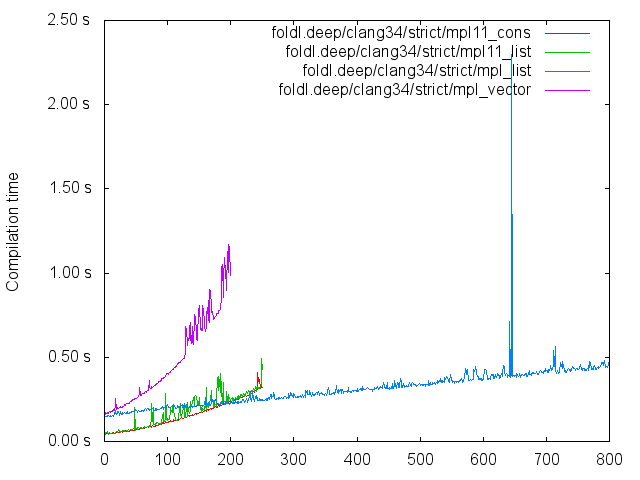 2.50 s
foldl.deep/clang34/strict/mpl11_cons
foldl.deep/clang34/strict/mpl11_list
foldl.deep/clang34/strict/mpl_list
foldl.deep/clang34/strict/mpl_vector
2.00 s
1.50 s
1.00 s
0.50 s
0.00 s
Compilation time
0 100 200 300 400 500 600 700 800